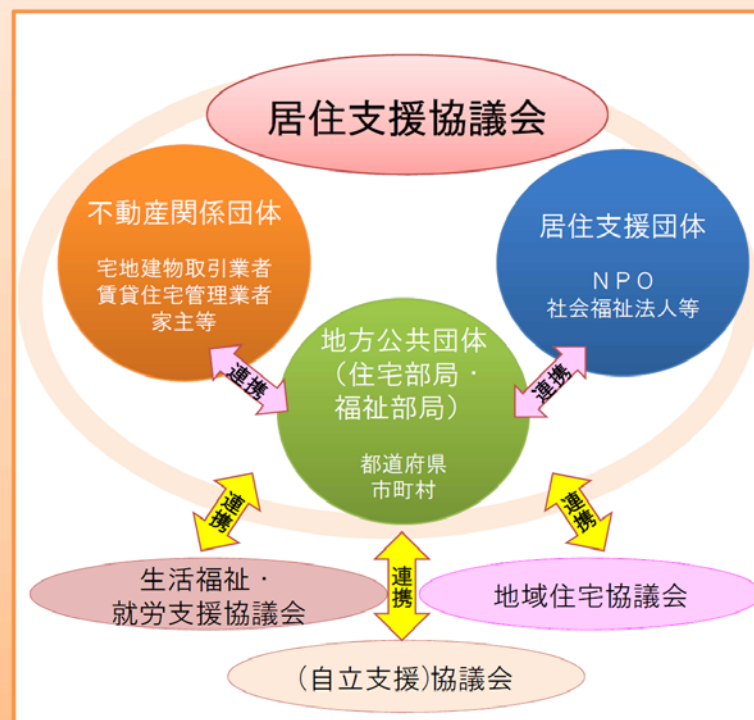 居住支援協議会
不動産関係団体
宅地建物取引業者
賃貸住宅管理業者
家主等
居住支援団体
NPO
社会福祉法人等
地方公共団体
（住宅部局・
福祉部局）
都道府県
市町村
連携
連携
連携
連携
連携
生活福祉・
就労支援協議会
地域住宅協議会
(自立支援)協議会